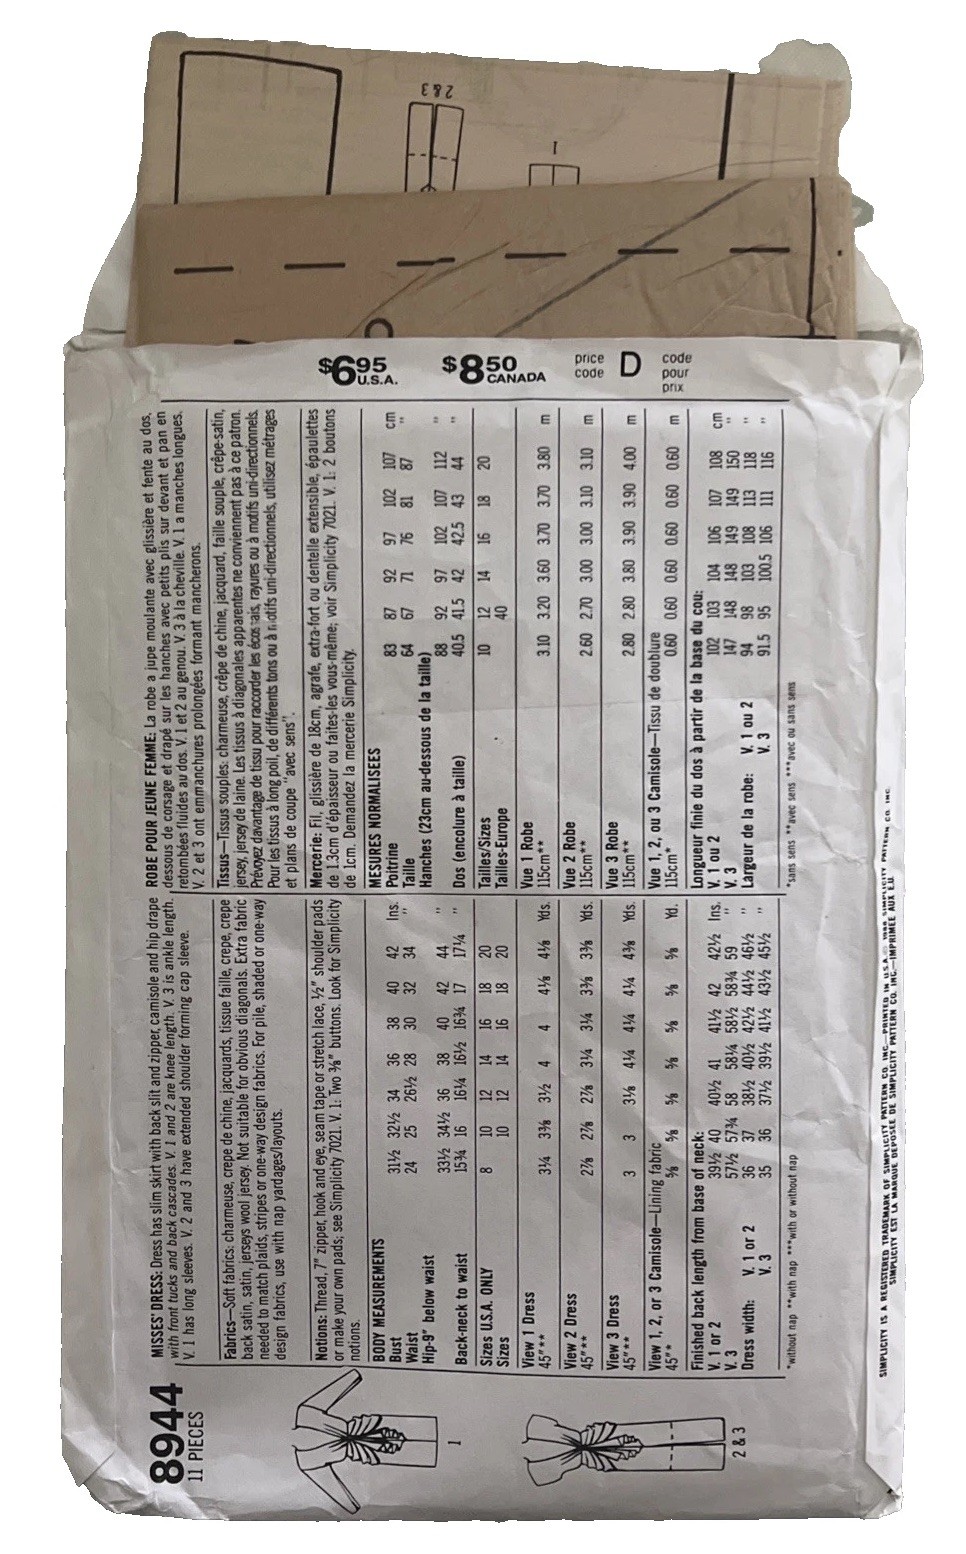 8944
11 PIECES
1
2 & 3
MISSES' DRESS: Dress has slim skirt with back slit and zipper, camisole and hip drape
with front tucks and back cascades. V. 1 and 2 are knee length. V. 3 is ankle length.
V. 1 has long sleeves. V. 2 and 3 have extended shoulder forming cap sleeve.
Fabrics—Soft fabrics: charmeuse, crepe de chine, jacquards, tissue faille, crepe, crepe
back satin, satin, jerseys wool jersey. Not suitable for obvious diagonals. Extra fabric
needed to match plaids, stripes or one-way design fabrics. For pile, shaded or one-way
design fabrics, use with nap yardages/layouts.
Notions: Thread, 7" zipper, hook and eye, seam tape or stretch lace, ½" shoulder pads
or make your own pads; see Simplicity 7021. V. 1: Two ⅜" buttons. Look for Simplicity
notions.
BODY MEASUREMENTS
Bust 31½ 32½ 34 36 38 40 42 Ins.
Waist 24 25 26½ 28 30 32 34 "
Hip-9" below waist 33½ 34½ 36 38 40 42 44 "
Back-neck to waist 15¾ 16 16¼ 16½ 16¾ 17 17¼ "
Sizes U.S.A. ONLY 8 10 12 14 16 18 20
Sizes 10 12 14 16 18 20
View 1 Dress
45"** 3¼ 3⅜ 3½ 4 4 4⅛ 4⅛ Yds.
View 2 Dress
45"** 2⅞ 2⅞ 2⅞ 3¼ 3¼ 3⅜ 3⅜ Yds.
View 3 Dress
45"** 3 3 3⅛ 4¼ 4¼ 4¼ 4⅜ Yds.
View 1, 2, or 3 Camisole—Lining fabric
45"* ⅝ ⅝ ⅝ ⅝ ⅝ ⅝ ⅝ Yd.
Finished back length from base of neck:
V. 1 or 2 39½ 40 40½ 41 41½ 42 42½ Ins.
V. 3 57½ 57¾ 58 58¼ 58½ 58¾ 59 "
Dress width: V. 1 or 2 36 37 38½ 40½ 42½ 44½ 46½ "
V. 3 35 36 37½ 39½ 41½ 43½ 45½ "
*without nap **with nap ***with or without nap
ROBE POUR JEUNE FEMME: La robe a jupe moulante avec glissière et fente au dos,
dessous de corsage et drapé sur les hanches avec petits plis sur devant et pan en
retombées fluides au dos. V. 1 et 2 au genou. V. 3 à la cheville. V. 1 a manches longues.
V. 2 et 3 ont emmanchures prolongées formant mancherons.
Tissus—Tissus souples: charmeuse, crêpe de chine, jacquard, faille souple, crêpe-satin,
jersey, jersey de laine. Les tissus à diagonales apparentes ne conviennent pas à ce patron.
Prévoyez davantage de tissu pour raccorder les écossais, rayures ou à motifs uni-directionnels.
Pour les tissus à long poil, de différents tons ou à motifs uni-directionnels, utilisez métrages
et plans de coupe "avec sens".
Mercerie: Fil, glissière de 18cm, agrafe, extra-fort ou dentelle extensible, épaulettes
de 1.3cm d'épaisseur ou faites-les vous-même; voir Simplicity 7021. V. 1: 2 boutons
de 1cm. Demandez la mercerie Simplicity.
MESURES NORMALISEES
Poitrine 83 87 92 97 102 107 cm
Taille 64 67 71 76 81 87 "
Hanches (23cm au-dessous de la taille)
88 92 97 102 107 112 "
Dos (encolure à taille) 40.5 41.5 42 42.5 43 44 "
Tailles/Sizes 10 12 14 16 18 20
Tailles-Europe 40
Vue 1 Robe
115cm** 3.10 3.20 3.60 3.70 3.70 3.80 m
Vue 2 Robe
115cm** 2.60 2.70 3.00 3.00 3.10 3.10 m
Vue 3 Robe
115cm** 2.80 2.80 3.80 3.90 3.90 4.00 m
Vue 1, 2, ou 3 Camisole—Tissu de doublure
115cm* 0.60 0.60 0.60 0.60 0.60 0.60 m
Longueur finie du dos à partir de la base du cou:
V. 1 ou 2 102 103 104 106 107 108 cm
V. 3 147 148 148 149 149 150 "
Largeur de la robe: V. 1 ou 2 94 98 103 108 113 118 "
V. 3 91.5 95 100.5 106 111 116 "
*sans sens **avec sens ***avec ou sans sens
SIMPLICITY IS A REGISTERED TRADEMARK OF SIMPLICITY PATTERN CO. INC.—PRINTED IN U.S.A. SIMPLICITY PATTERN CO. INC.
SIMPLICITY EST LA MARQUE DEPOSEE DE SIMPLICITY PATTERN CO. INC.—IMPRIMEE AUX E.U.
$6.95 U.S.A.
$8.50 CANADA
price code D code pour prix
2 & 3
1